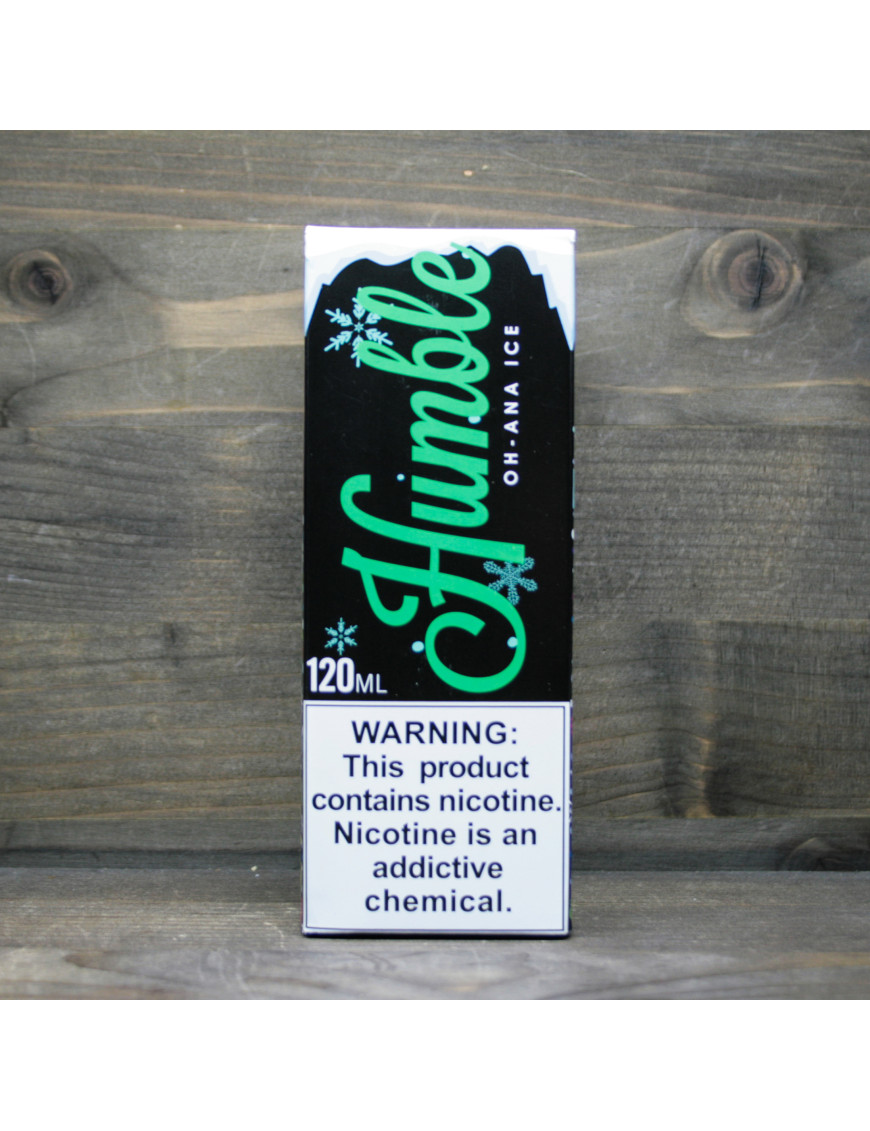 Humble
OH-ANA ICE
120ML
WARNING:
This product
contains nicotine.
Nicotine is an
addictive
chemical.